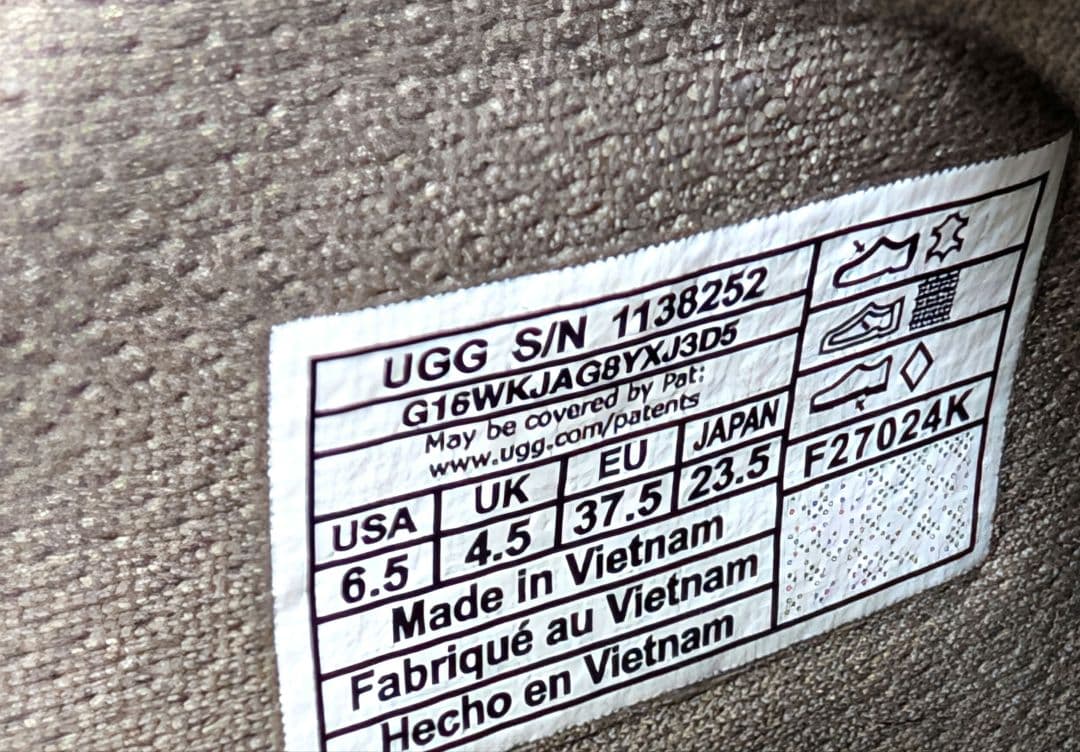 UGG S/N 1138252
G16WKJAG8YXJ3D5
May be covered by Pat:
www.ugg.com/patents
USA UK EU JAPAN
6.5 4.5 37.5 23.5
Made in Vietnam
Fabriqué au Vietnam
Hecho en Vietnam
F27024K